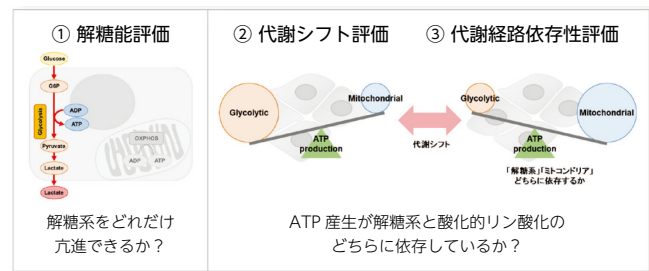 ① 解糖能評価
Glucose
G6P
Glycolysis
ADP
ATP
Pyruvate
Lactate
Lactate
OXPHOS
ADP ATP
解糖系をどれだけ
亢進できるか?
② 代謝シフト評価
③ 代謝経路依存性評価
Glycolytic
Mitochondrial
ATP
production
代謝シフト
Glycolytic
Mitochondrial
ATP
production
「解糖系」「ミトコンドリア」
どちらに依存するか
ATP 産生が解糖系と酸化的リン酸化の
どちらに依存しているか?